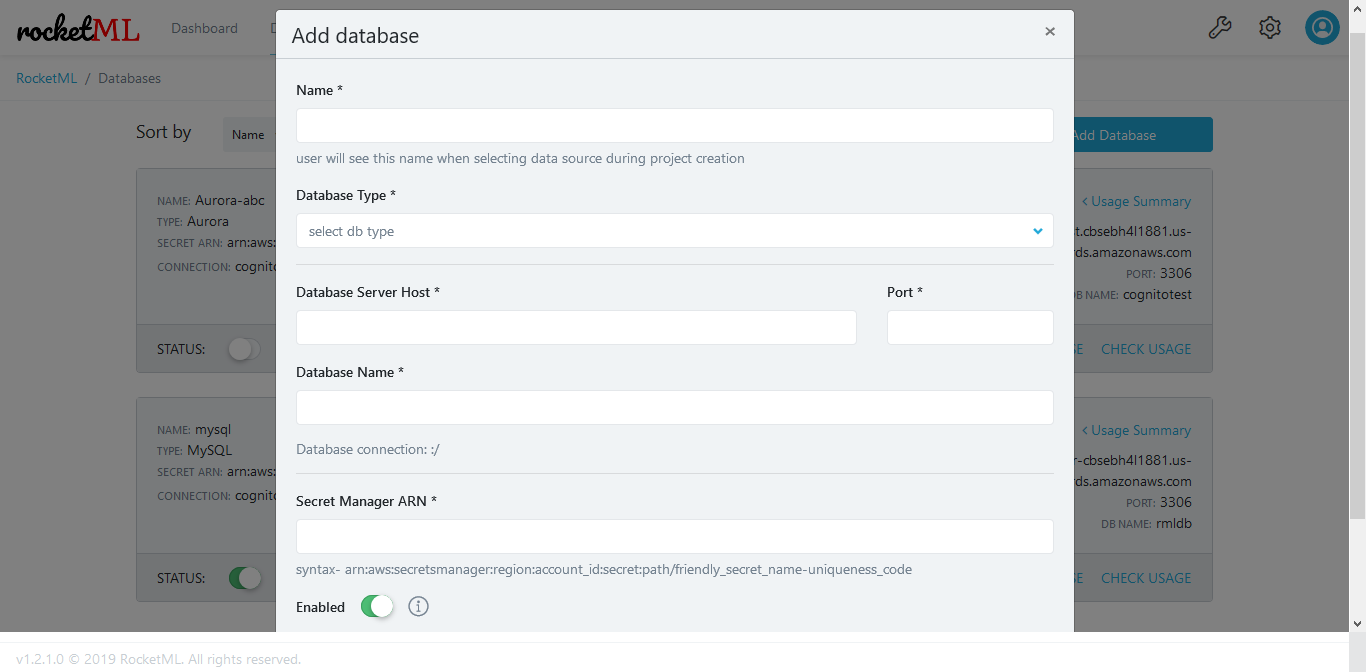 rocketML Dashboard
RocketML / Databases
Sort by Name
Add Database
NAME: Aurora-abc
TYPE: Aurora
SECRET ARN: arn:aws:
CONNECTION: cognito
< Usage Summary
t.cbsebh4l1881.us-
rds.amazonaws.com
PORT: 3306
DB NAME: cognitotest
STATUS:
CHECK USAGE
NAME: mysql
TYPE: MySQL
SECRET ARN: arn:aws:
CONNECTION: cognito
< Usage Summary
r-cbsebh4l1881.us-
rds.amazonaws.com
PORT: 3306
DB NAME: rmldb
STATUS:
CHECK USAGE
Add database ×
Name *
user will see this name when selecting data source during project creation
Database Type *
select db type
Database Server Host * Port *
Database Name *
Database connection: :/
Secret Manager ARN *
syntax- arn:aws:secretsmanager:region:account_id:secret:path/friendly_secret_name-uniqueness_code
Enabled
v1.2.1.0 © 2019 RocketML. All rights reserved.